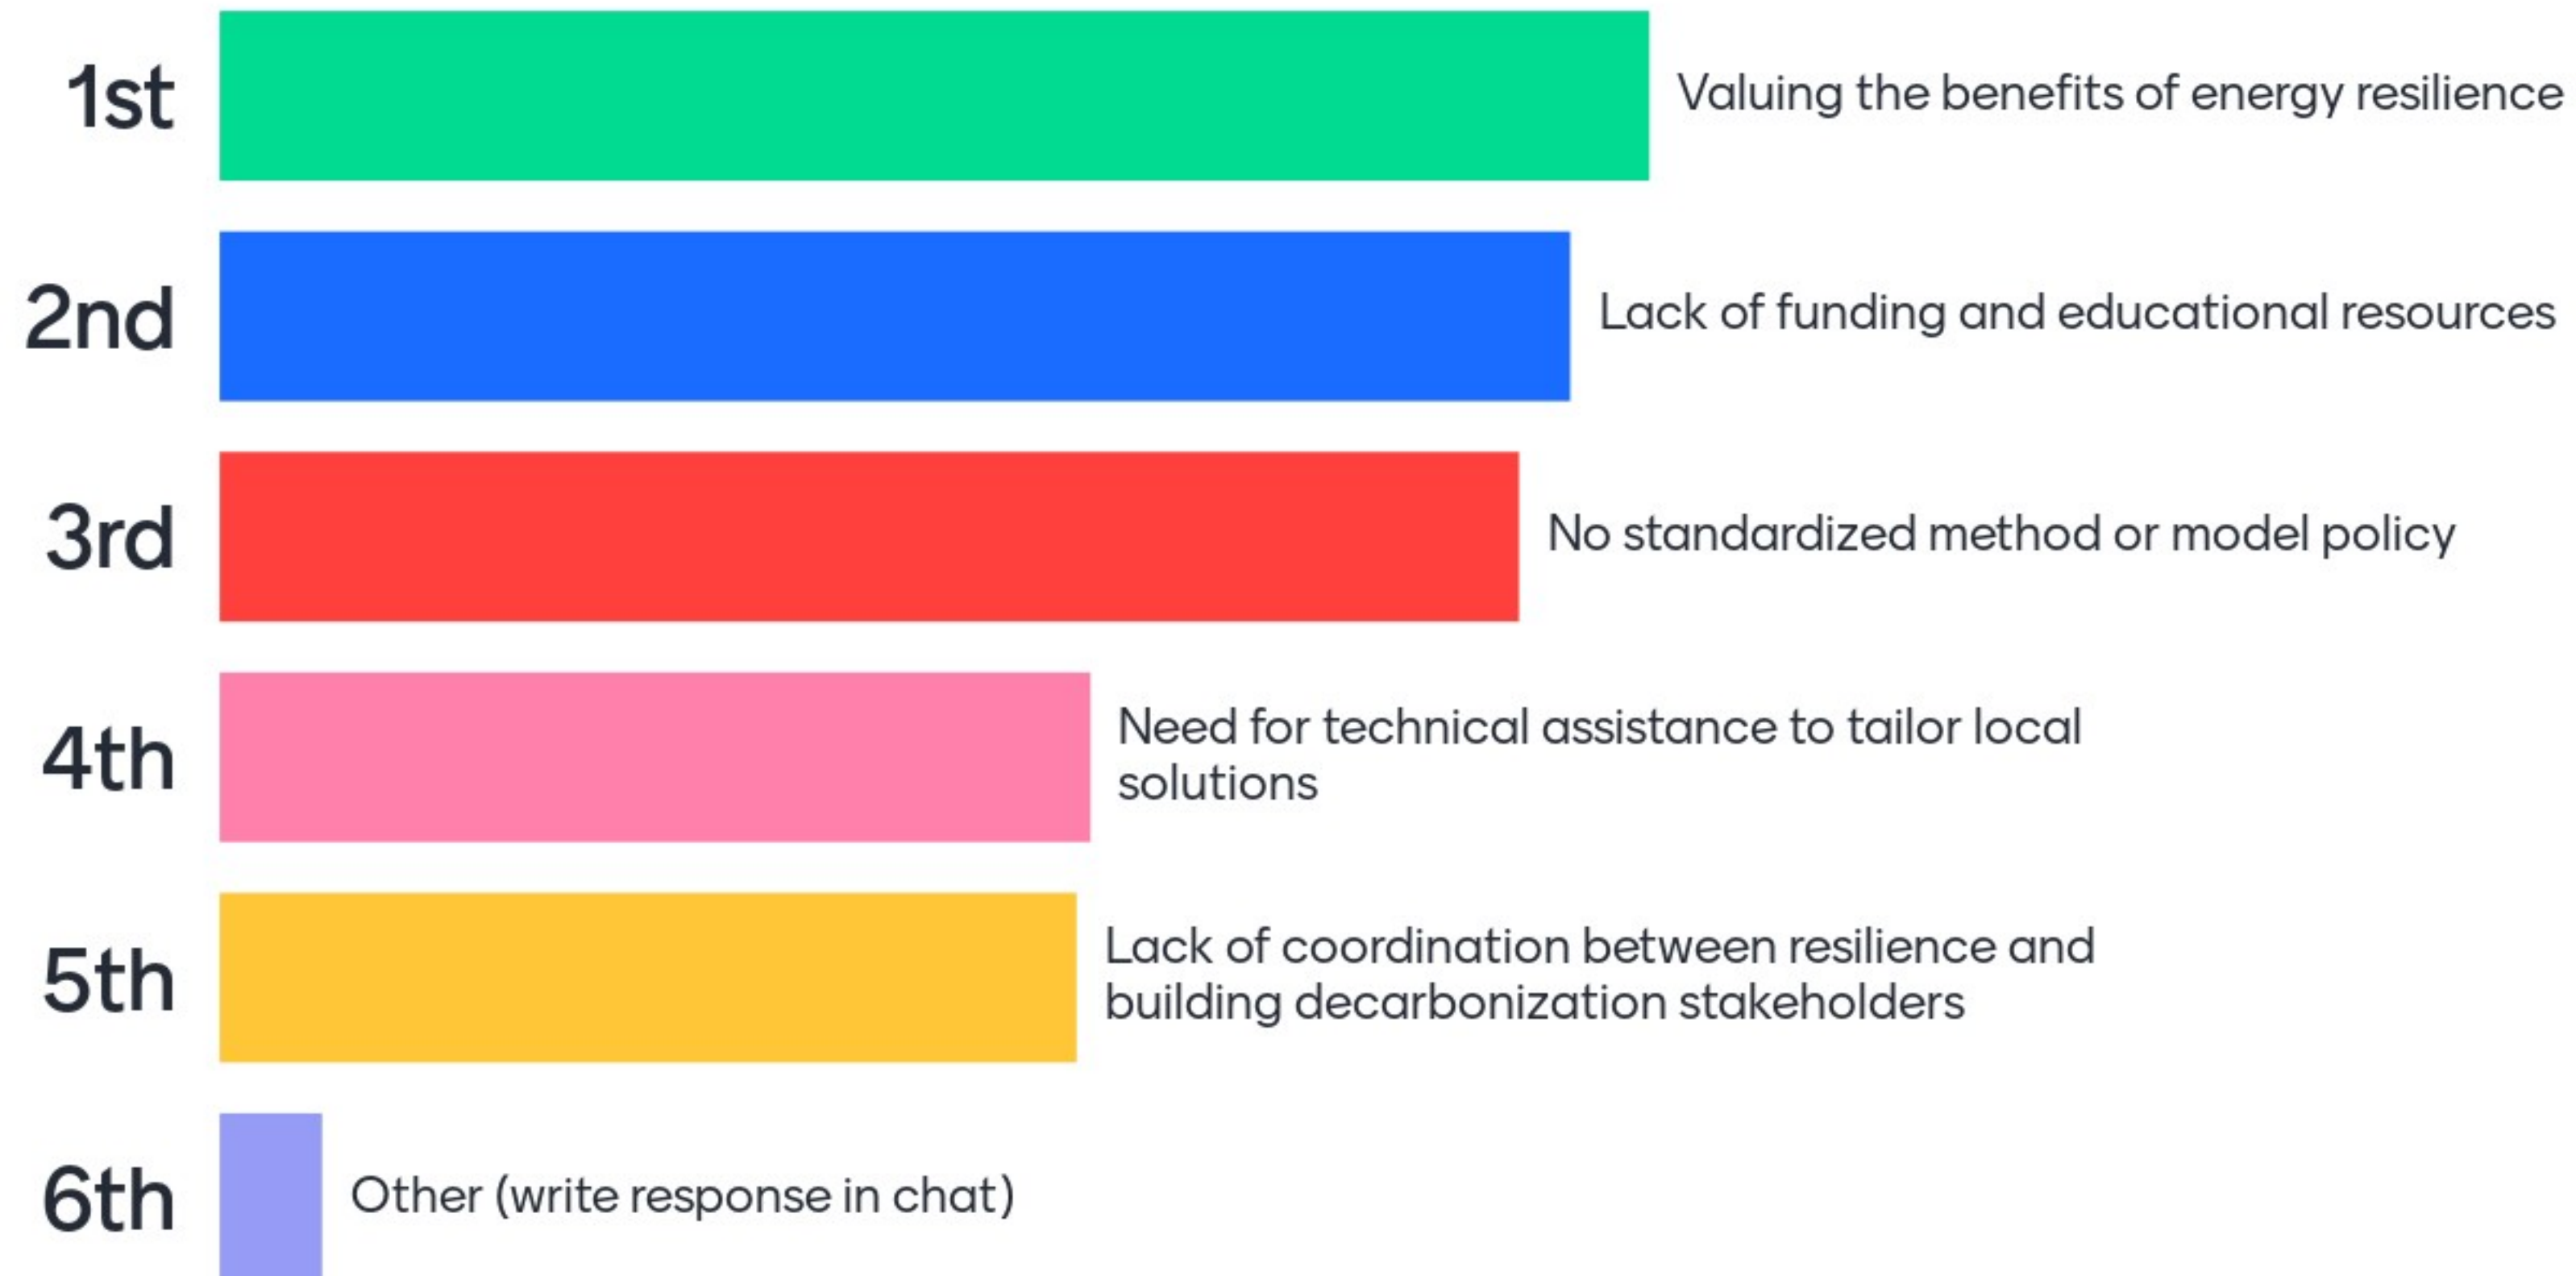 1st
Valuing the benefits of energy resilience
2nd
Lack of funding and educational resources
3rd
No standardized method or model policy
4th
Need for technical assistance to tailor local
solutions
5th
Lack of coordination between resilience and
building decarbonization stakeholders
6th
Other (write response in chat)